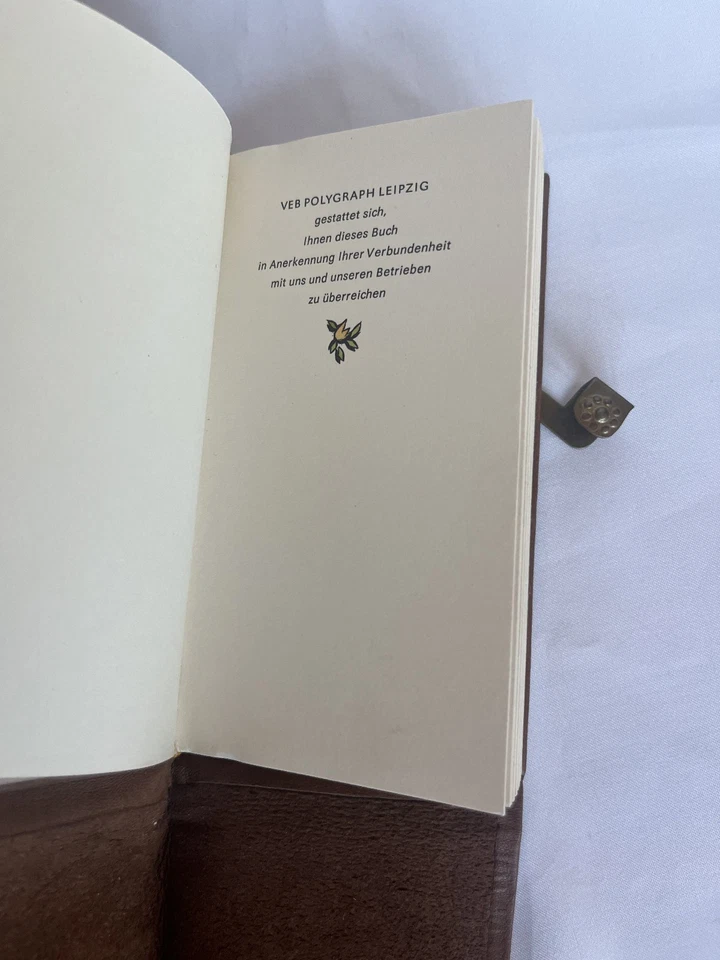 VEB POLYGRAPH LEIPZIG
gestattet sich,
Ihnen dieses Buch
in Anerkennung Ihrer Verbundenheit
mit uns und unseren Betrieben
zu überreichen